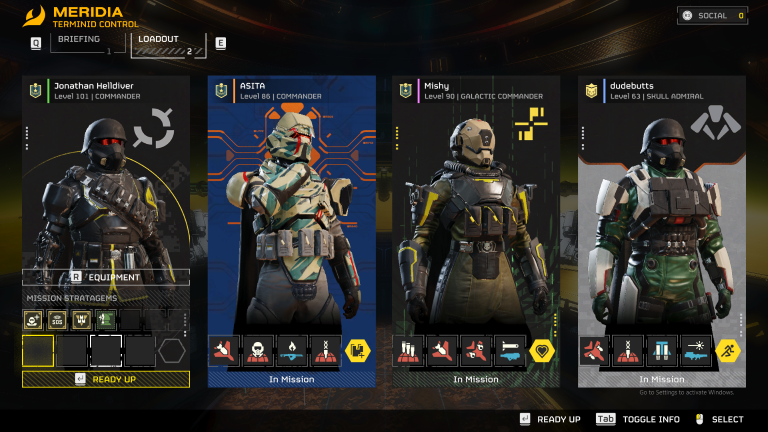 MERIDIA
TERMINID CONTROL
SOCIAL 0
Q BRIEFING 1 LOADOUT 2 E
Jonathan Helldiver
Level 101 | COMMANDER
ASITA
Level 86 | COMMANDER
Mishy
Level 90 | GALACTIC COMMANDER
dudebutts
Level 63 | SKULL ADMIRAL
R /EQUIPMENT
MISSION STRATAGEMS
SOS
READY UP
In Mission
In Mission
In Mission
Go to Settings to activate Windows.
READY UP Tab TOGGLE INFO SELECT